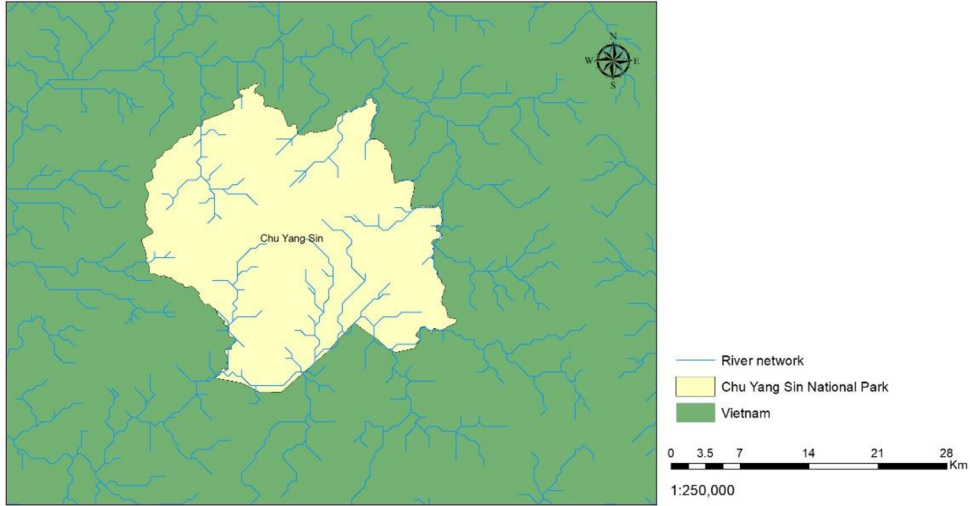 N
W E
S
Chu Yang Sin
River network
Chu Yang Sin National Park
Vietnam
0 3.5 7 14 21 28
Km
1:250,000